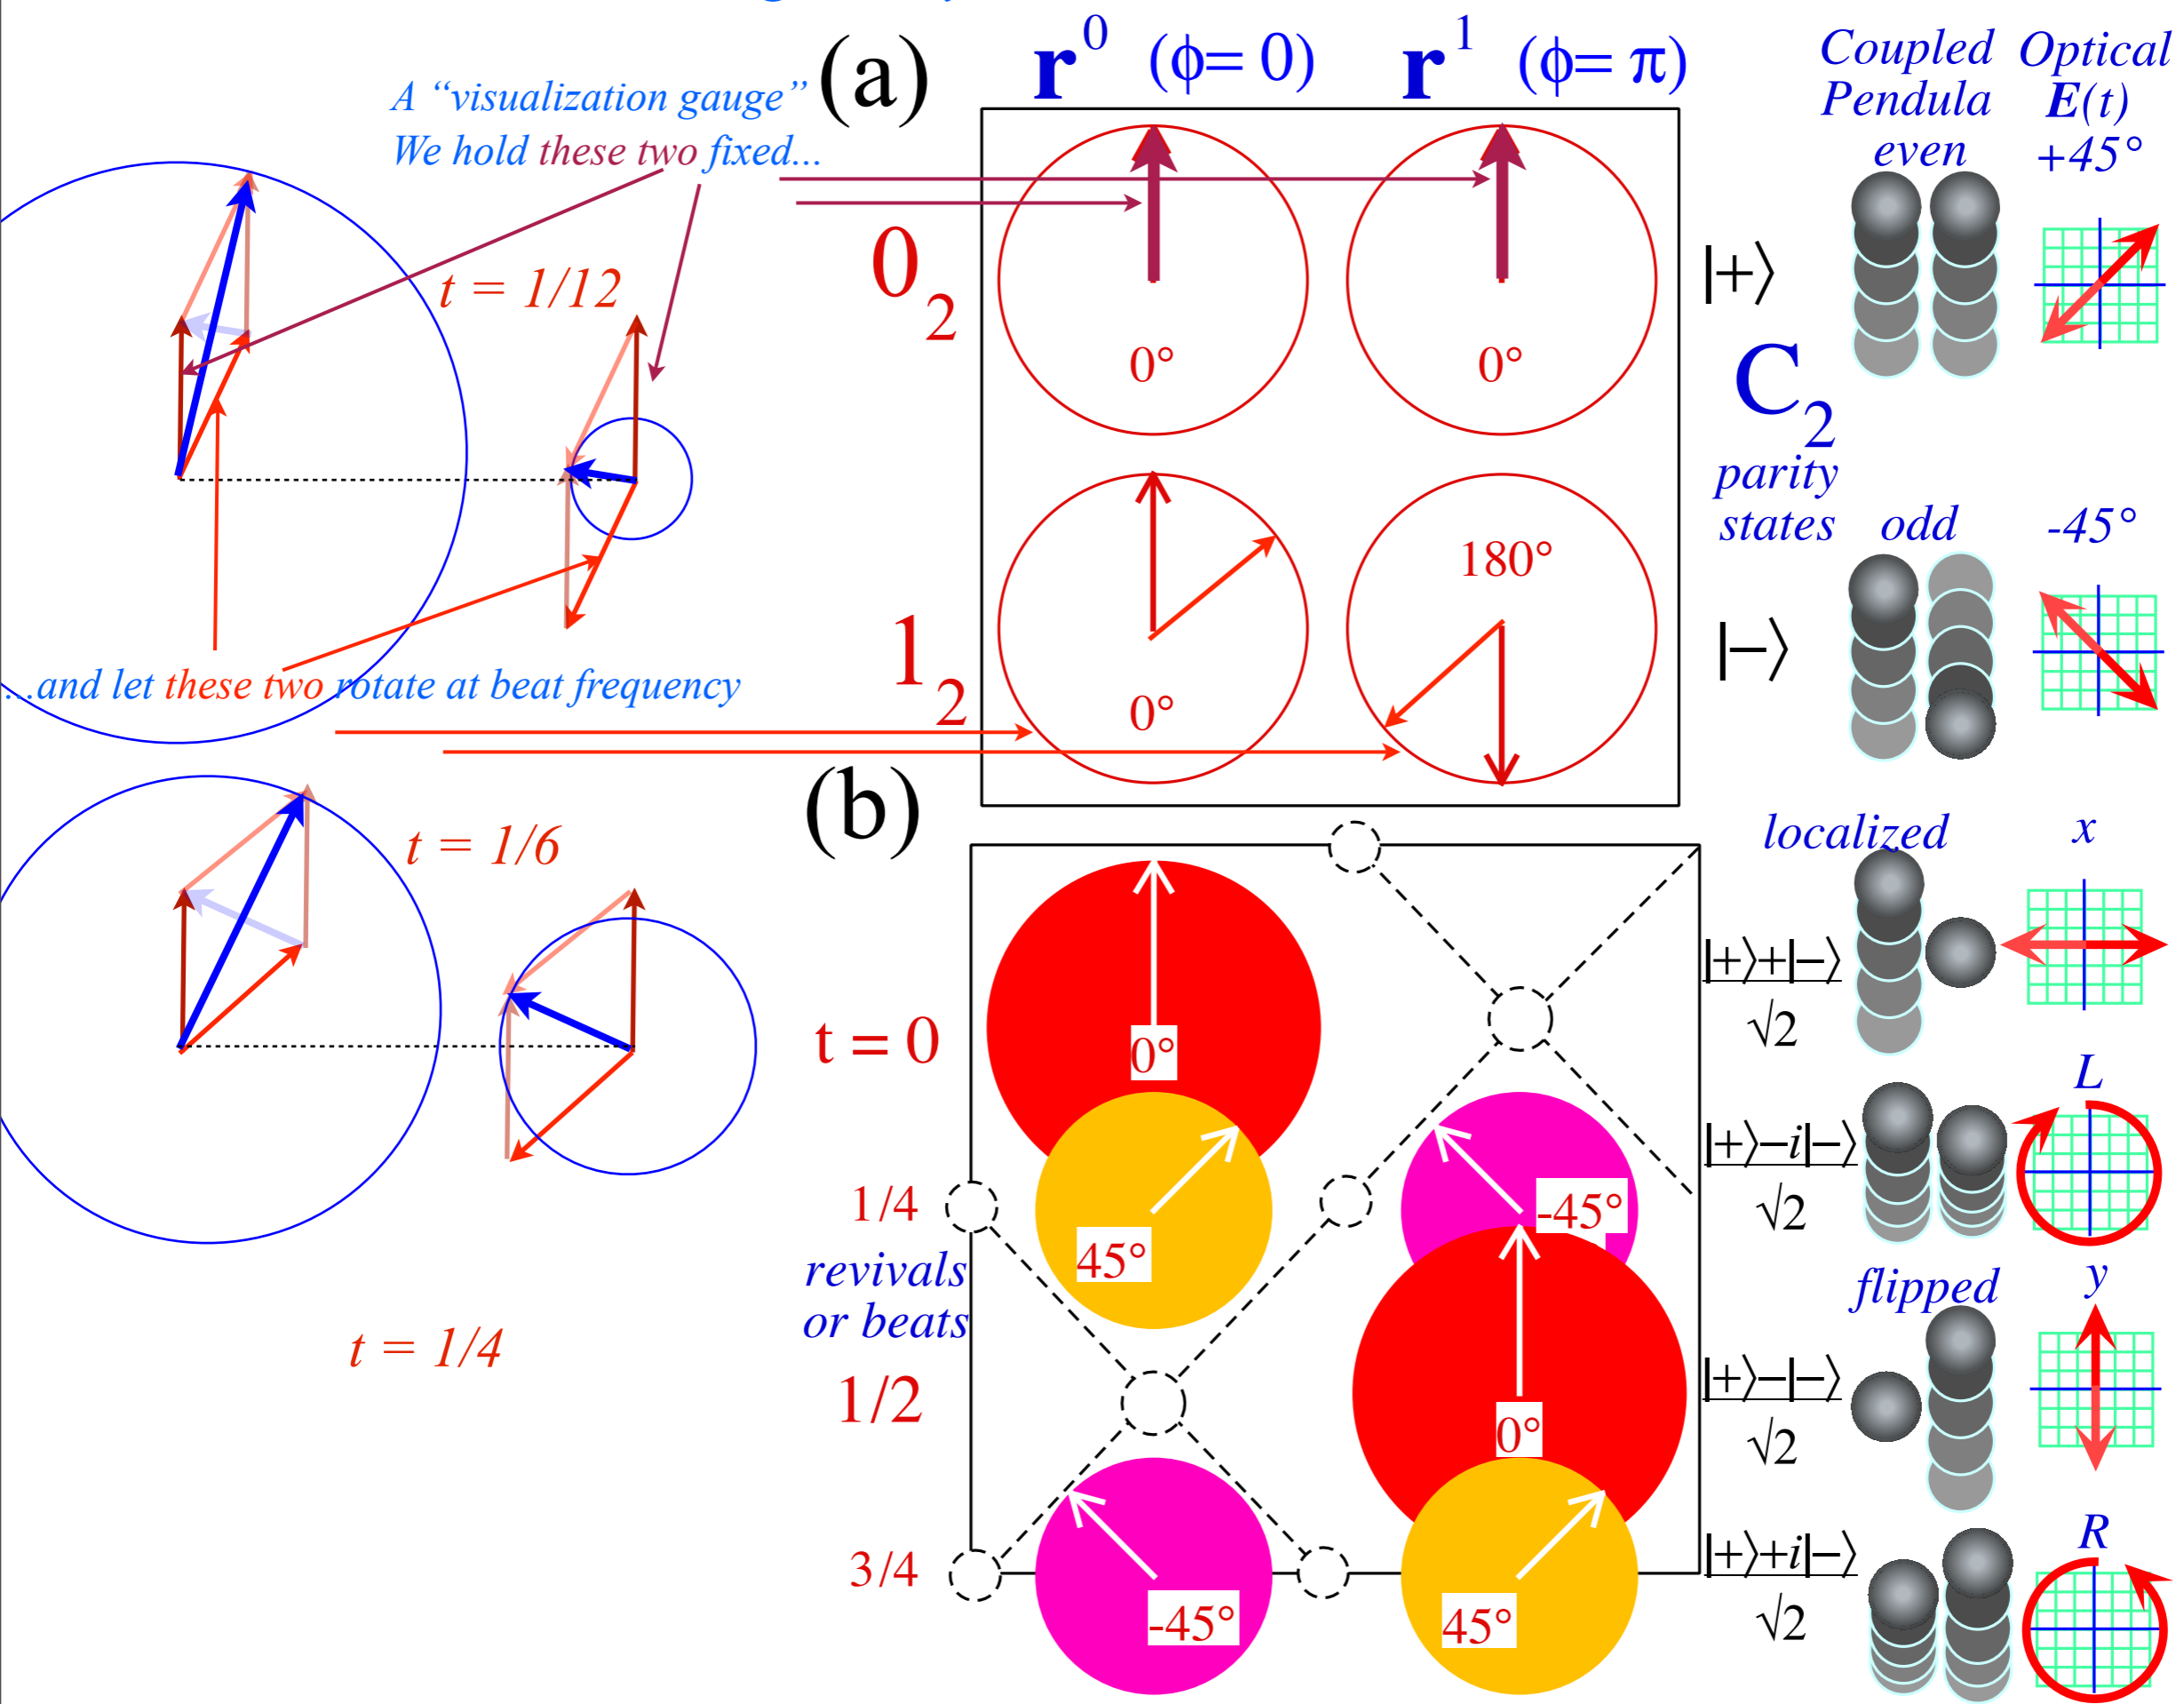 (a)
r⁰ (ϕ= 0)
r¹ (ϕ= π)
Coupled
Pendula
even
Optical
E(t)
+45°
A “visualization gauge”
We hold these two fixed...
t = 1/12
0₂
0°
0°
|+⟩
C₂
parity
states
odd
-45°
180°
1₂
0°
|−⟩
...and let these two rotate at beat frequency
(b)
t = 1/6
localized
x
t = 0
0°
|+⟩+|−⟩
√2
L
1/4
45°
-45°
|+⟩−i|−⟩
√2
revivals
or beats
flipped
y
t = 1/4
1/2
0°
|+⟩−|−⟩
√2
R
3/4
-45°
45°
|+⟩+i|−⟩
√2